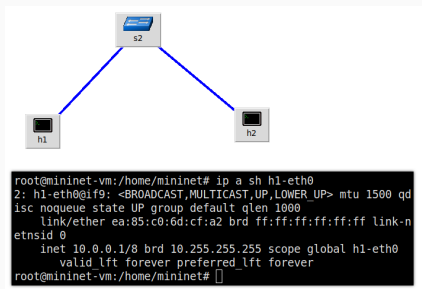 s2
h1
h2
root@mininet-vm:/home/mininet# ip a sh h1-eth0
2: h1-eth0@if9: <BROADCAST,MULTICAST,UP,LOWER_UP> mtu 1500 qd
isc noqueue state UP group default qlen 1000
    link/ether ea:85:c0:6d:cf:a2 brd ff:ff:ff:ff:ff:ff link-n
etnsid 0
    inet 10.0.0.1/8 brd 10.255.255.255 scope global h1-eth0
       valid_lft forever preferred_lft forever
root@mininet-vm:/home/mininet#